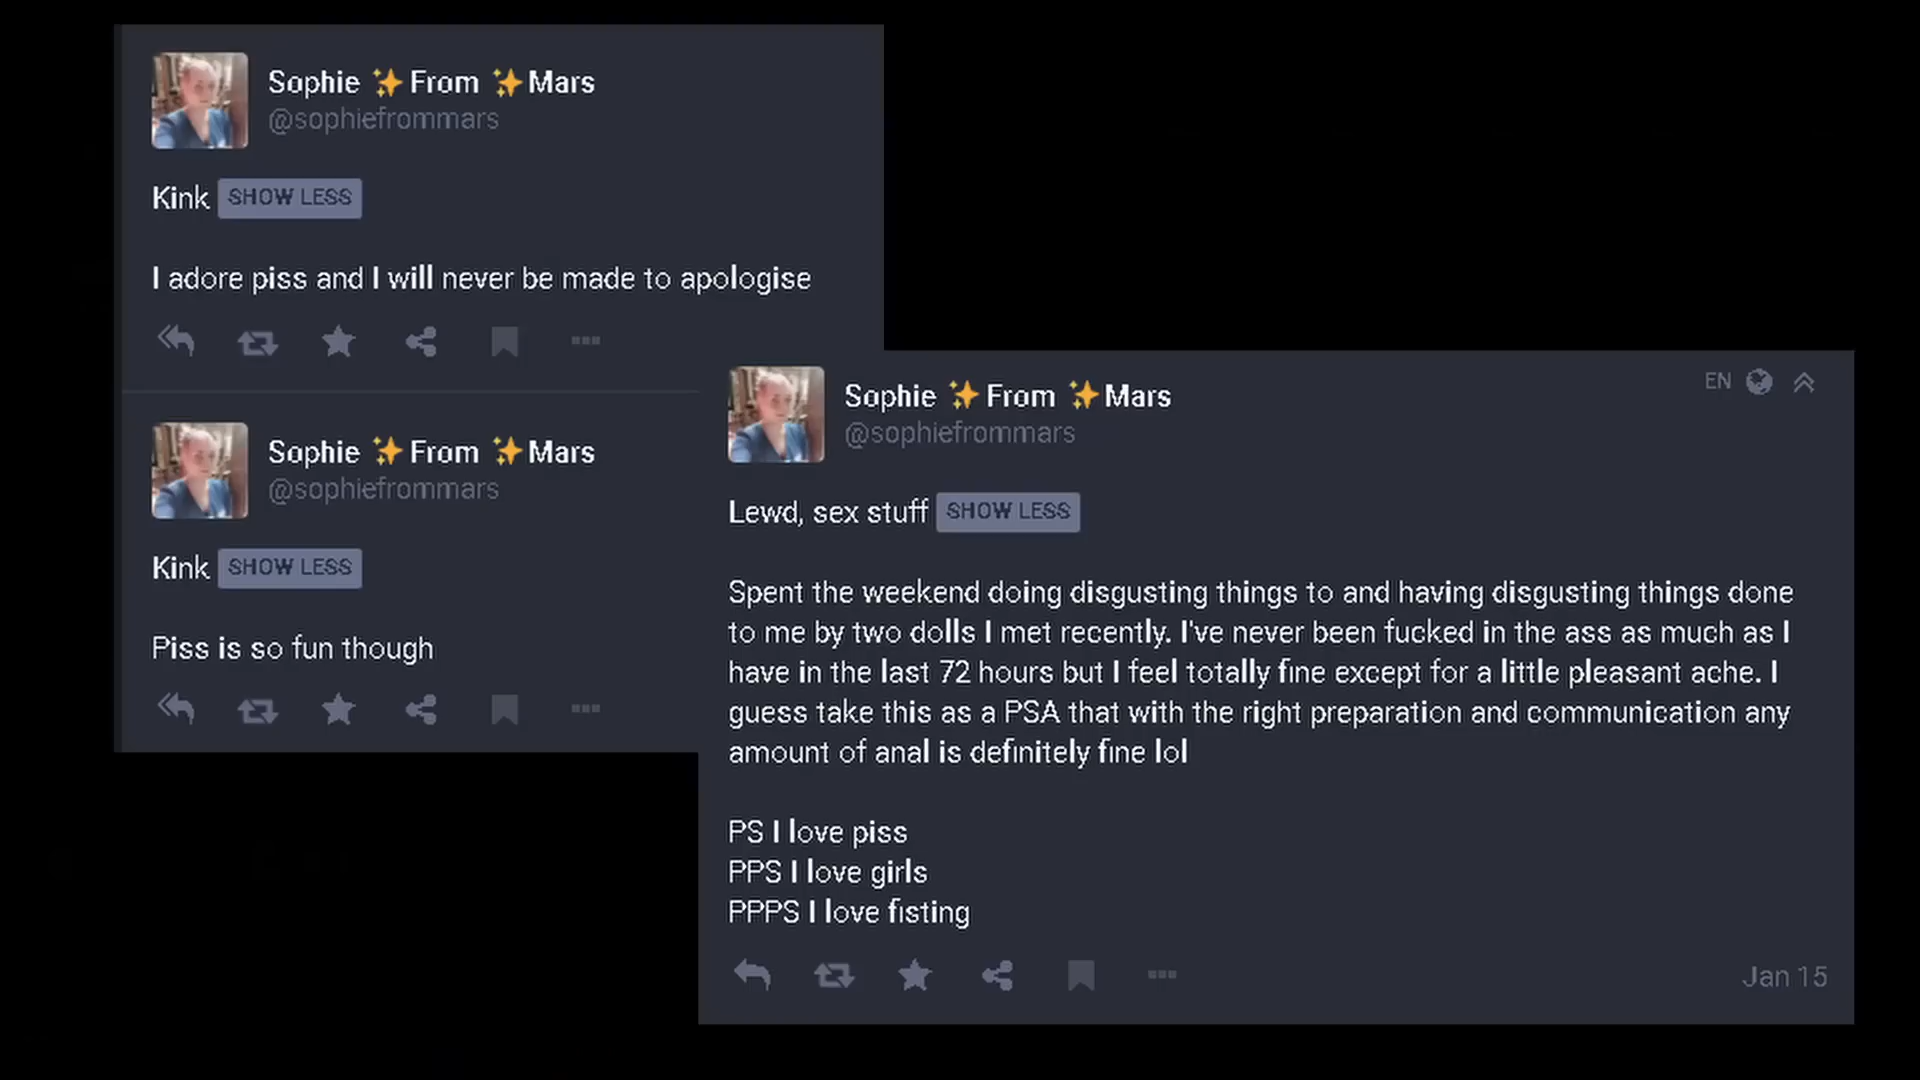 Sophie ✨From ✨Mars
@sophiefrommars
Kink SHOW LESS
I adore piss and I will never be made to apologise
Sophie ✨From ✨Mars
@sophiefrommars
Kink SHOW LESS
Piss is so fun though
Sophie ✨From ✨Mars
@sophiefrommars
EN
Lewd, sex stuff SHOW LESS
Spent the weekend doing disgusting things to and having disgusting things done
to me by two dolls I met recently. I've never been fucked in the ass as much as I
have in the last 72 hours but I feel totally fine except for a little pleasant ache. I
guess take this as a PSA that with the right preparation and communication any
amount of anal is definitely fine lol
PS I love piss
PPS I love girls
PPPS I love fisting
Jan 15